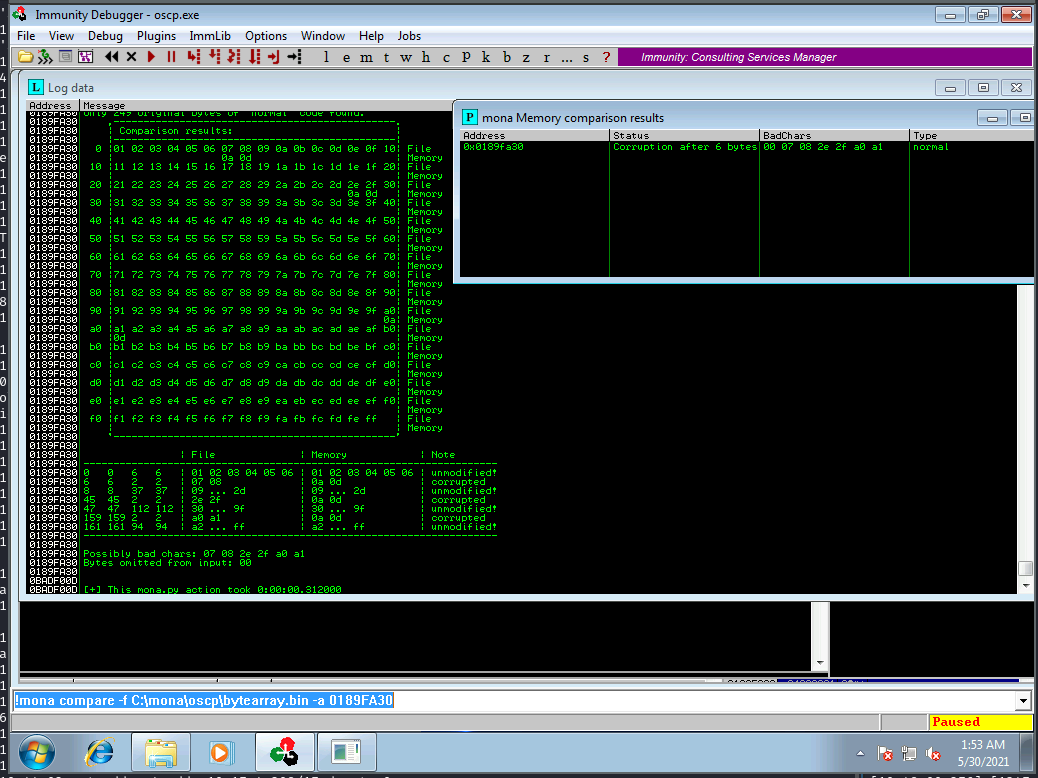 Immunity Debugger - oscp.exe
File View Debug Plugins ImmLib Options Window Help Jobs
l e m t w h c P k b z r ... s ?
Immunity: Consulting Services Manager
L Log data
Address Message
0189FA30 Only 249 original bytes of 'normal' code found.
0189FA30
0189FA30 Comparison results:
0189FA30
0189FA30 0 01 02 03 04 05 06 07 08 09 0a 0b 0c 0d 0e 0f 10 File
0189FA30 0a 0d Memory
0189FA30 10 11 12 13 14 15 16 17 18 19 1a 1b 1c 1d 1e 1f 20 File
0189FA30 Memory
0189FA30 20 21 22 23 24 25 26 27 28 29 2a 2b 2c 2d 2e 2f 30 File
0189FA30 0a 0d Memory
0189FA30 30 31 32 33 34 35 36 37 38 39 3a 3b 3c 3d 3e 3f 40 File
0189FA30 Memory
0189FA30 40 41 42 43 44 45 46 47 48 49 4a 4b 4c 4d 4e 4f 50 File
0189FA30 Memory
0189FA30 50 51 52 53 54 55 56 57 58 59 5a 5b 5c 5d 5e 5f 60 File
0189FA30 Memory
0189FA30 60 61 62 63 64 65 66 67 68 69 6a 6b 6c 6d 6e 6f 70 File
0189FA30 Memory
0189FA30 70 71 72 73 74 75 76 77 78 79 7a 7b 7c 7d 7e 7f 80 File
0189FA30 Memory
0189FA30 80 81 82 83 84 85 86 87 88 89 8a 8b 8c 8d 8e 8f 90 File
0189FA30 Memory
0189FA30 90 91 92 93 94 95 96 97 98 99 9a 9b 9c 9d 9e 9f a0 File
0189FA30 0a Memory
0189FA30 a0 a1 a2 a3 a4 a5 a6 a7 a8 a9 aa ab ac ad ae af b0 File
0189FA30 0d Memory
0189FA30 b0 b1 b2 b3 b4 b5 b6 b7 b8 b9 ba bb bc bd be bf c0 File
0189FA30 Memory
0189FA30 c0 c1 c2 c3 c4 c5 c6 c7 c8 c9 ca cb cc cd ce cf d0 File
0189FA30 Memory
0189FA30 d0 d1 d2 d3 d4 d5 d6 d7 d8 d9 da db dc dd de df e0 File
0189FA30 Memory
0189FA30 e0 e1 e2 e3 e4 e5 e6 e7 e8 e9 ea eb ec ed ee ef f0 File
0189FA30 Memory
0189FA30 f0 f1 f2 f3 f4 f5 f6 f7 f8 f9 fa fb fc fd fe ff File
0189FA30 Memory
0189FA30
0189FA30
0189FA30 | File | Memory | Note
0189FA30
0189FA30 0 0 6 6 | 01 02 03 04 05 06 | 01 02 03 04 05 06 | unmodified!
0189FA30 6 6 2 2 | 07 08 | 0a 0d | corrupted
0189FA30 8 8 37 37 | 09 ... 2d | 09 ... 2d | unmodified!
0189FA30 45 45 2 2 | 2e 2f | 0a 0d | corrupted
0189FA30 47 47 112 112 | 30 ... 9f | 30 ... 9f | unmodified!
0189FA30 159 159 2 2 | a0 a1 | 0a 0d | corrupted
0189FA30 161 161 94 94 | a2 ... ff | a2 ... ff | unmodified!
0189FA30
0189FA30
0189FA30 Possibly bad chars: 07 08 2e 2f a0 a1
0189FA30 Bytes omitted from input: 00
0189FA30
0BADF00D
0BADF00D [+] This mona.py action took 0:00:00.312000
P mona Memory comparison results
Address Status BadChars Type
0x0189fa30 Corruption after 6 bytes 00 07 08 2e 2f a0 a1 normal
!mona compare -f C:\mona\oscp\bytearray.bin -a 0189FA30
Paused
1:53 AM
5/30/2021